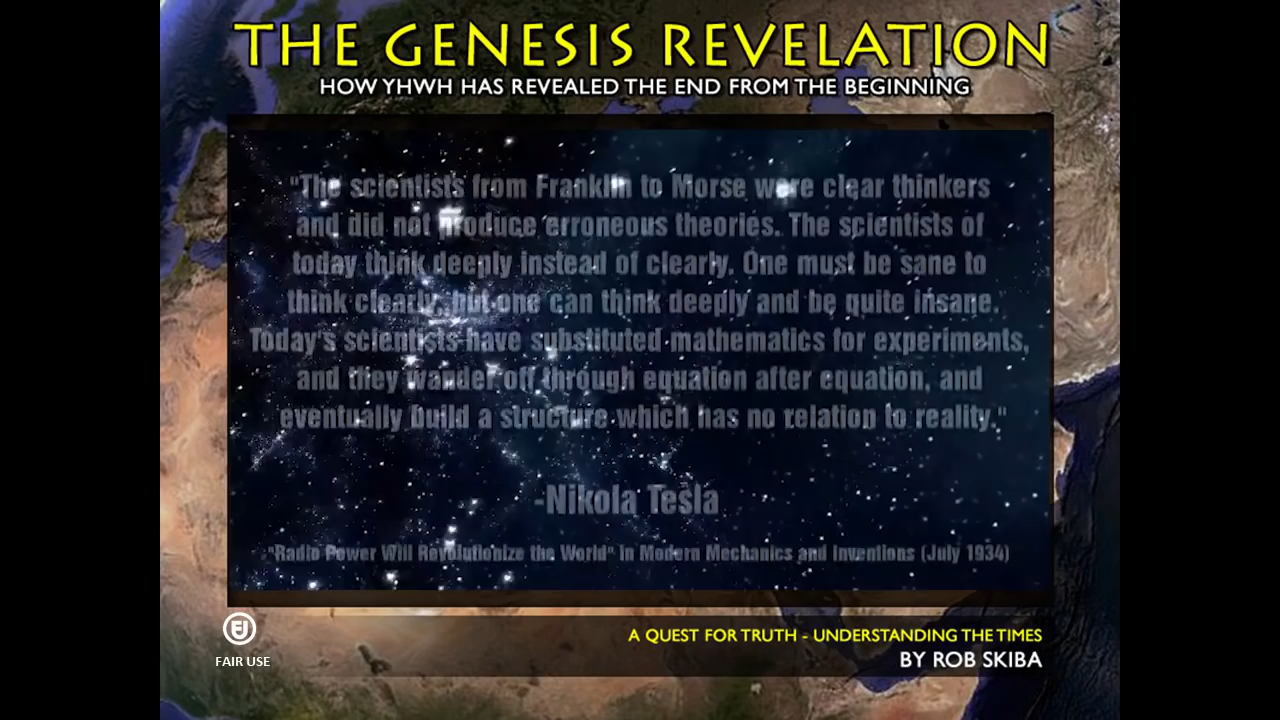 THE GENESIS REVELATION
HOW YHWH HAS REVEALED THE END FROM THE BEGINNING
"The scientists from Franklin to Morse were clear thinkers
and did not produce erroneous theories. The scientists of
today think deeply instead of clearly. One must be sane to
think clearly, but one can think deeply and be quite insane.
Today's scientists have substituted mathematics for experiments,
and they wander off through equation after equation, and
eventually build a structure which has no relation to reality."
-Nikola Tesla
"Radio Power Will Revolutionize the World" in Modern Mechanics and Inventions (July 1934)
FAIR USE
A QUEST FOR TRUTH - UNDERSTANDING THE TIMES
BY ROB SKIBA